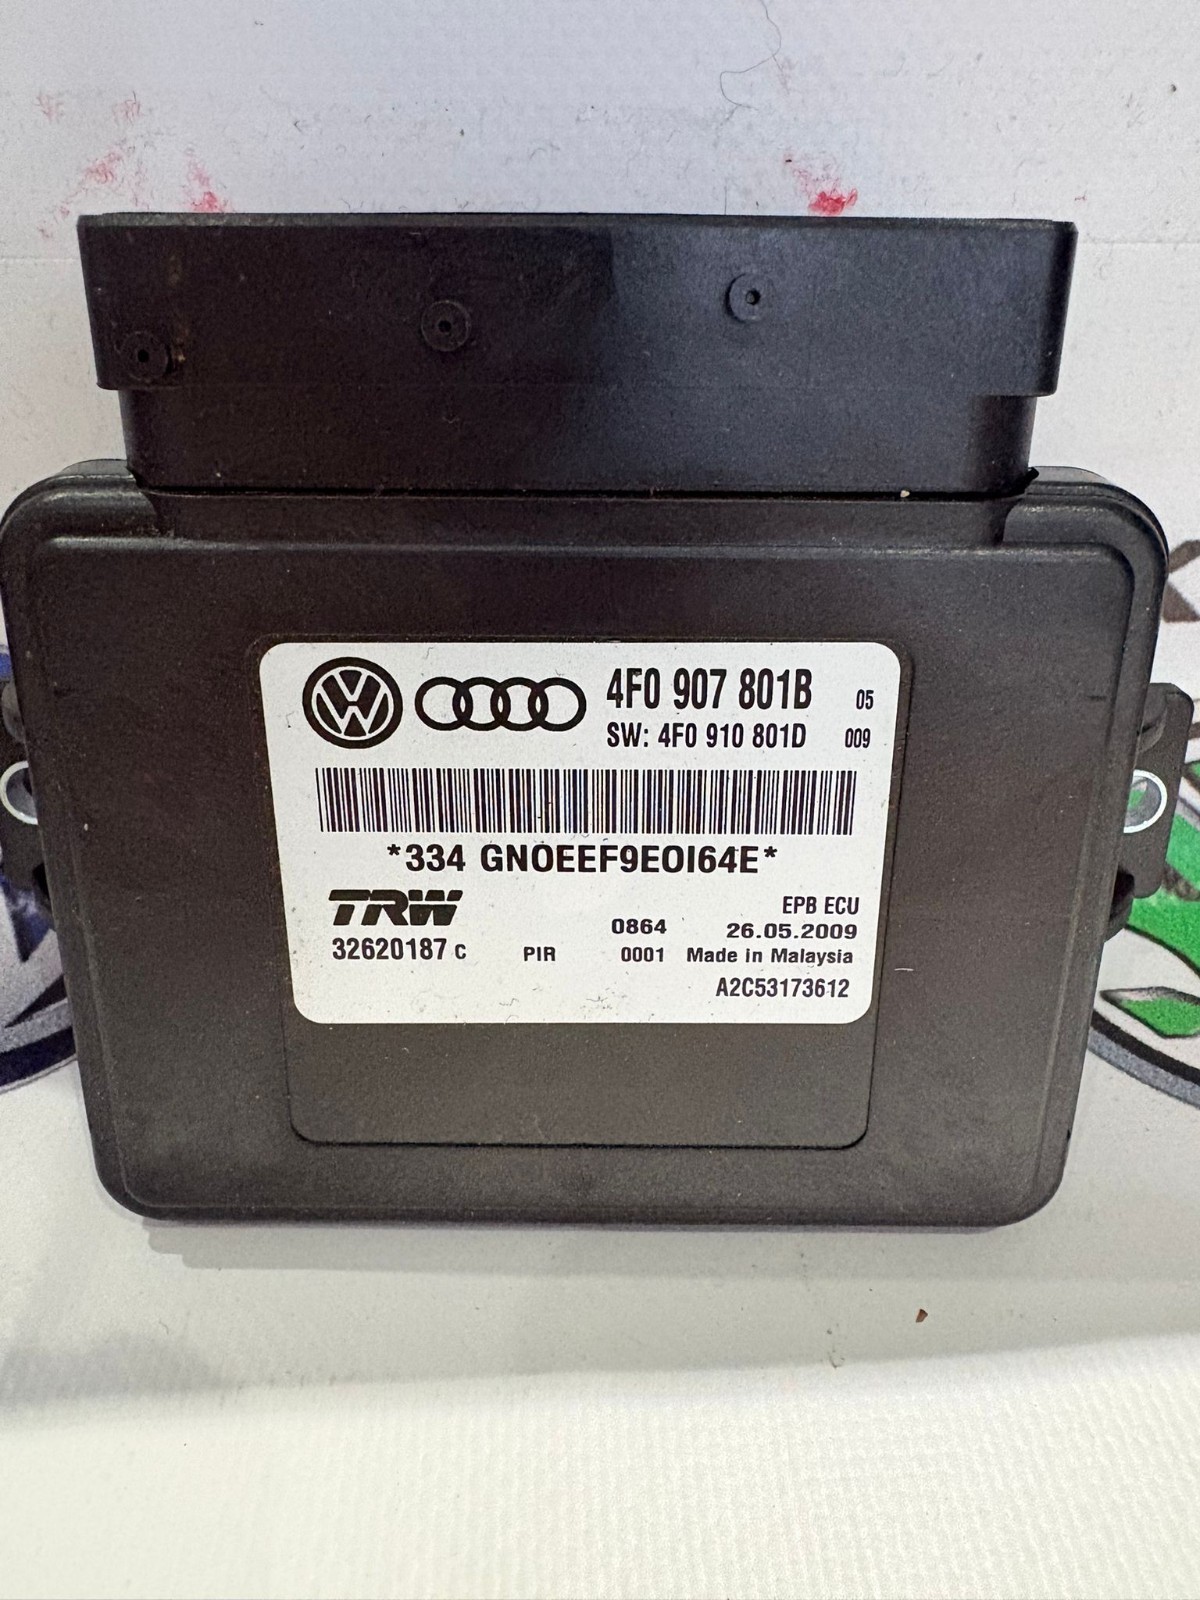 4F0 907 801B 05
SW: 4F0 910 801D 009
*334 GN0EEF9E0I64E*
TRW
EPB ECU
0864 26.05.2009
32620187 C PIR 0001 Made in Malaysia
A2C53173612